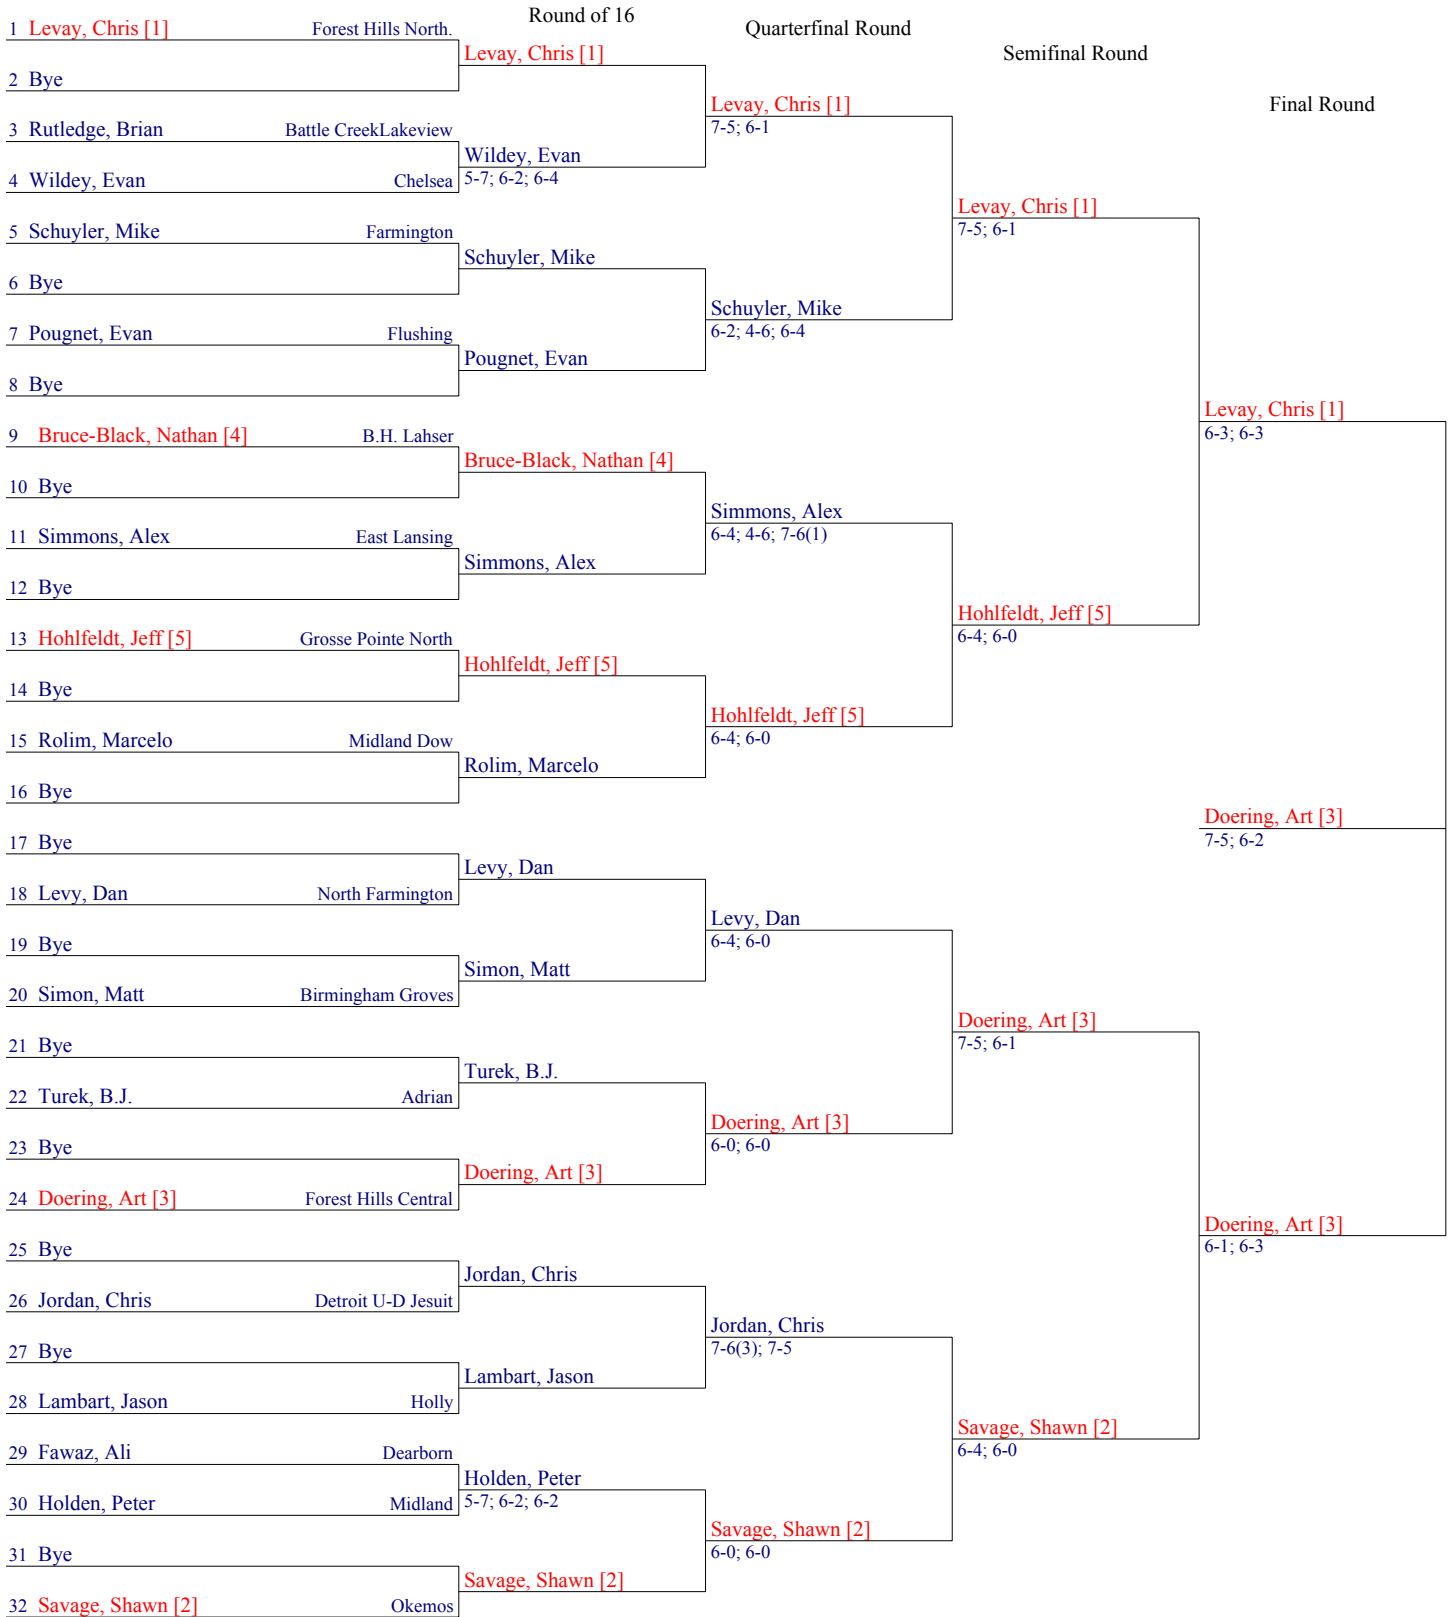 Round of 16
Quarterfinal Round
Semifinal Round
Final Round
1 Levay, Chris [1] Forest Hills North.
2 Bye
3 Rutledge, Brian Battle CreekLakeview
4 Wildey, Evan Chelsea
5 Schuyler, Mike Farmington
6 Bye
7 Pougnet, Evan Flushing
8 Bye
9 Bruce-Black, Nathan [4] B.H. Lahser
10 Bye
11 Simmons, Alex East Lansing
12 Bye
13 Hohlfeldt, Jeff [5] Grosse Pointe North
14 Bye
15 Rolim, Marcelo Midland Dow
16 Bye
17 Bye
18 Levy, Dan North Farmington
19 Bye
20 Simon, Matt Birmingham Groves
21 Bye
22 Turek, B.J. Adrian
23 Bye
24 Doering, Art [3] Forest Hills Central
25 Bye
26 Jordan, Chris Detroit U-D Jesuit
27 Bye
28 Lambart, Jason Holly
29 Fawaz, Ali Dearborn
30 Holden, Peter Midland
31 Bye
32 Savage, Shawn [2] Okemos
Levay, Chris [1]
Wildey, Evan
5-7; 6-2; 6-4
Schuyler, Mike
Pougnet, Evan
Bruce-Black, Nathan [4]
Simmons, Alex
Hohlfeldt, Jeff [5]
Rolim, Marcelo
Levy, Dan
Simon, Matt
Turek, B.J.
Doering, Art [3]
Jordan, Chris
Lambart, Jason
Holden, Peter
5-7; 6-2; 6-2
Savage, Shawn [2]
Levay, Chris [1]
7-5; 6-1
Schuyler, Mike
6-2; 4-6; 6-4
Simmons, Alex
6-4; 4-6; 7-6(1)
Hohlfeldt, Jeff [5]
6-4; 6-0
Levy, Dan
6-4; 6-0
Doering, Art [3]
6-0; 6-0
Jordan, Chris
7-6(3); 7-5
Savage, Shawn [2]
6-0; 6-0
Levay, Chris [1]
7-5; 6-1
Hohlfeldt, Jeff [5]
6-4; 6-0
Doering, Art [3]
7-5; 6-1
Savage, Shawn [2]
6-4; 6-0
Levay, Chris [1]
6-3; 6-3
Doering, Art [3]
7-5; 6-2
Doering, Art [3]
6-1; 6-3